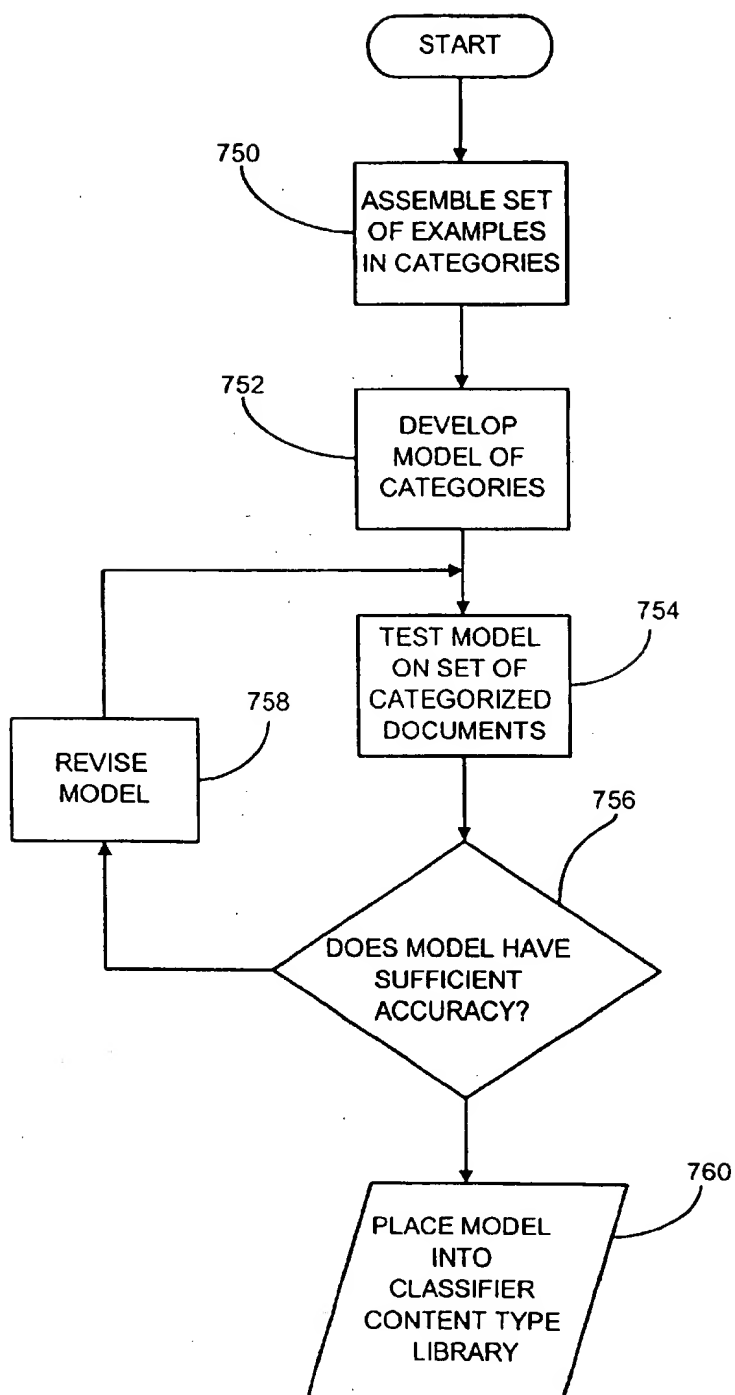 START
750
ASSEMBLE SET
OF EXAMPLES
IN CATEGORIES
752
DEVELOP
MODEL OF
CATEGORIES
754
TEST MODEL
ON SET OF
CATEGORIZED
DOCUMENTS
758
REVISE
MODEL
756
DOES MODEL HAVE
SUFFICIENT
ACCURACY?
760
PLACE MODEL
INTO
CLASSIFIER
CONTENT TYPE
LIBRARY